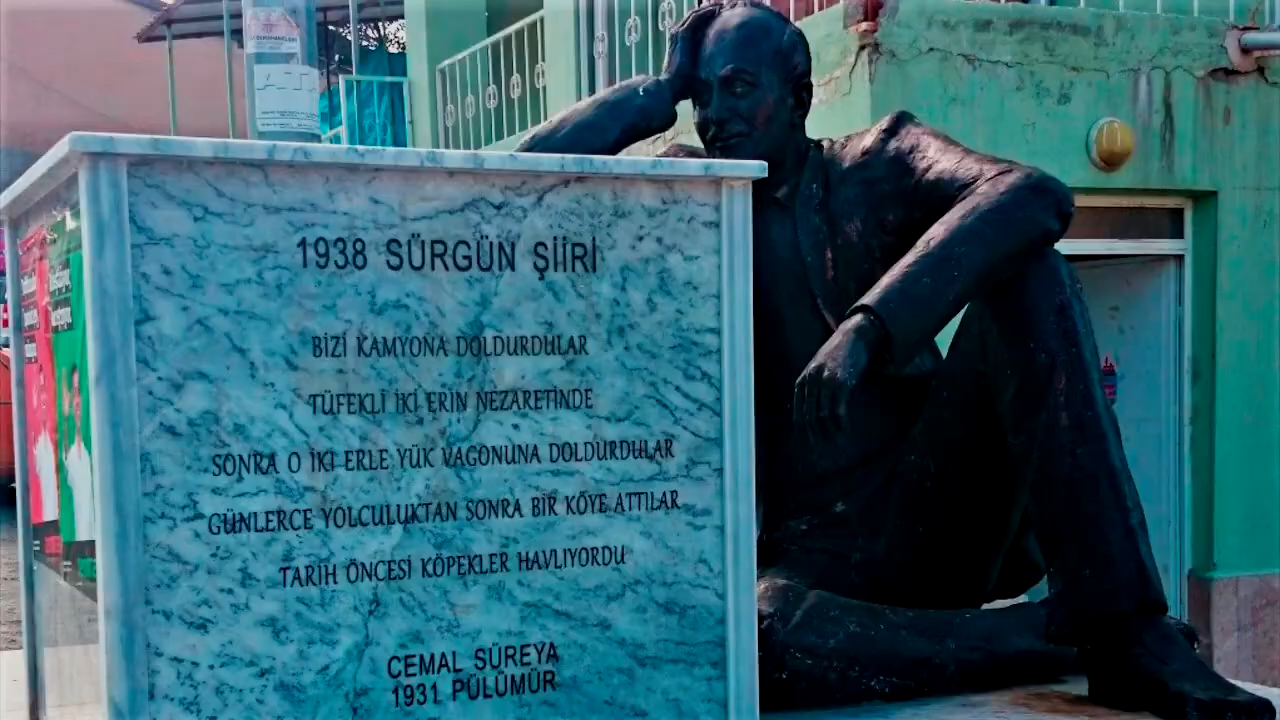 1938 SÜRGÜN ŞİİRİ
BİZİ KAMYONA DOLDURDULAR
TÜFEKLİ İKİ ERİN NEZARETİNDE
SONRA O İKİ ERLE YÜK VAGONUNA DOLDURDULAR
GÜNLERCE YOLCULUKTAN SONRA BİR KÖYE ATTILAR
TARİH ÖNCESİ KÖPEKLER HAVLIYORDU
CEMAL SÜREYA
1931 PÜLÜMÜR